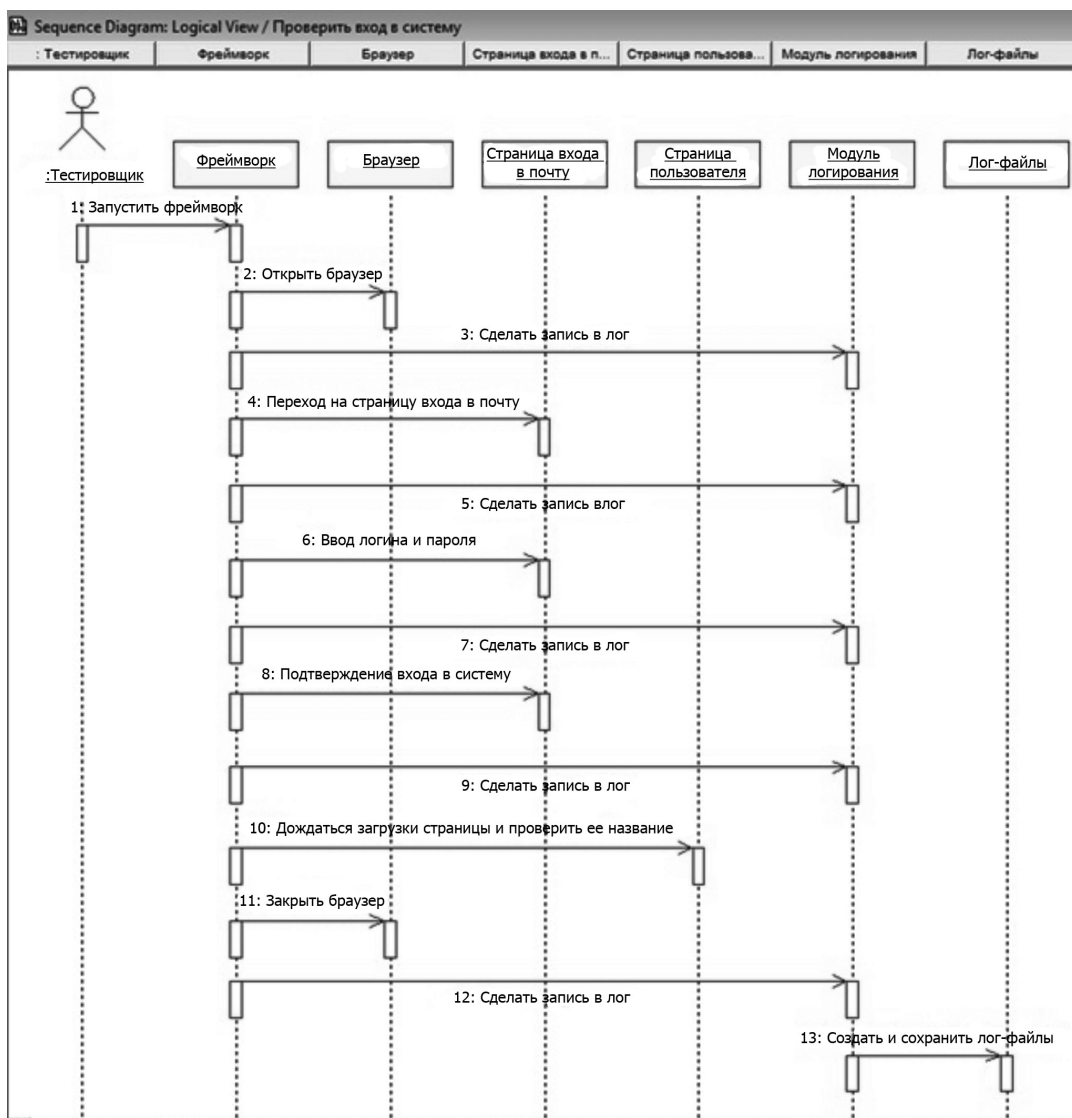 Sequence Diagram: Logical View / Проверить вход в систему
: Тестировщик Фреймворк Браузер Страница входа в п... Страница пользова... Модуль логирования Лог-файлы
:Тестировщик
Фреймворк
Браузер
Страница входа
в почту
Страница
пользователя
Модуль
логирования
Лог-файлы
1: Запустить фреймворк
2: Открыть браузер
3: Сделать запись в лог
4: Переход на страницу входа в почту
5: Сделать запись влог
6: Ввод логина и пароля
7: Сделать запись в лог
8: Подтверждение входа в систему
9: Сделать запись в лог
10: Дождаться загрузки страницы и проверить ее название
11: Закрыть браузер
12: Сделать запись в лог
13: Создать и сохранить лог-файлы